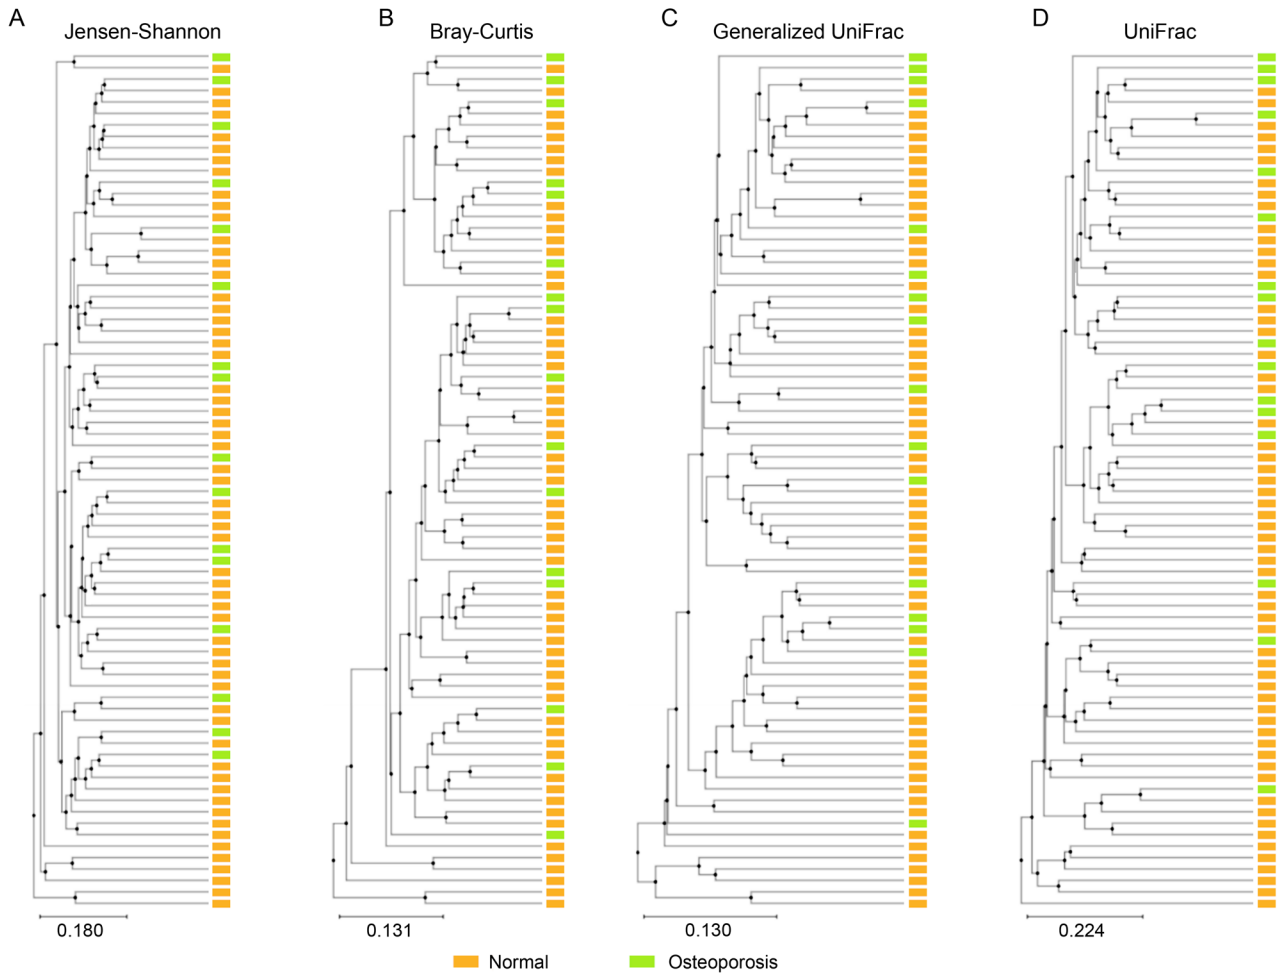 A
B
C
D
Jensen-Shannon
Bray-Curtis
Generalized UniFrac
UniFrac
0.180
0.131
0.130
0.224
Normal
Osteoporosis